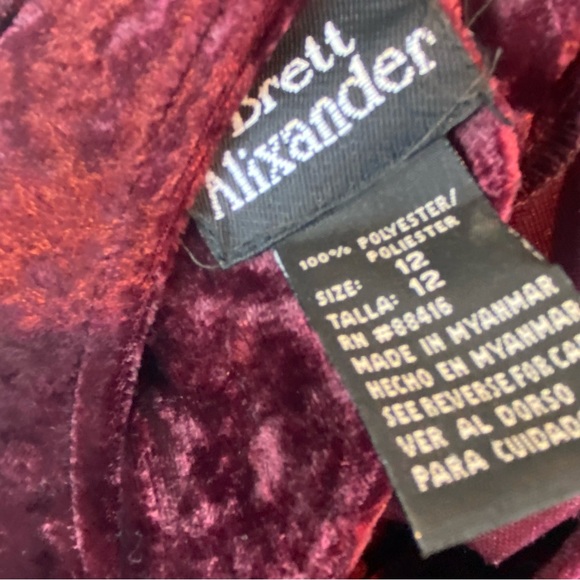 Brett
Alixander
100% POLYESTER/
POLIESTER
SIZE: 12
TALLA: 12
RN #88416
MADE IN MYANMAR
HECHO EN MYANMAR
SEE REVERSE FOR CA
VER AL DORSO
PARA CUIDADO